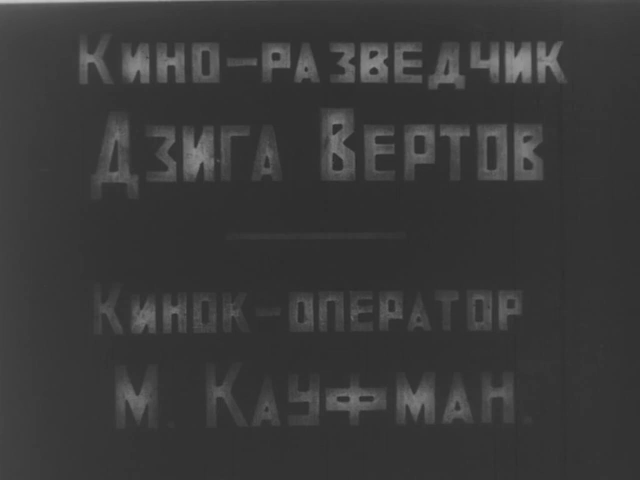 Кино-разведчик
Дзига Вертов
Кинок-оператор
М. Кауфман.